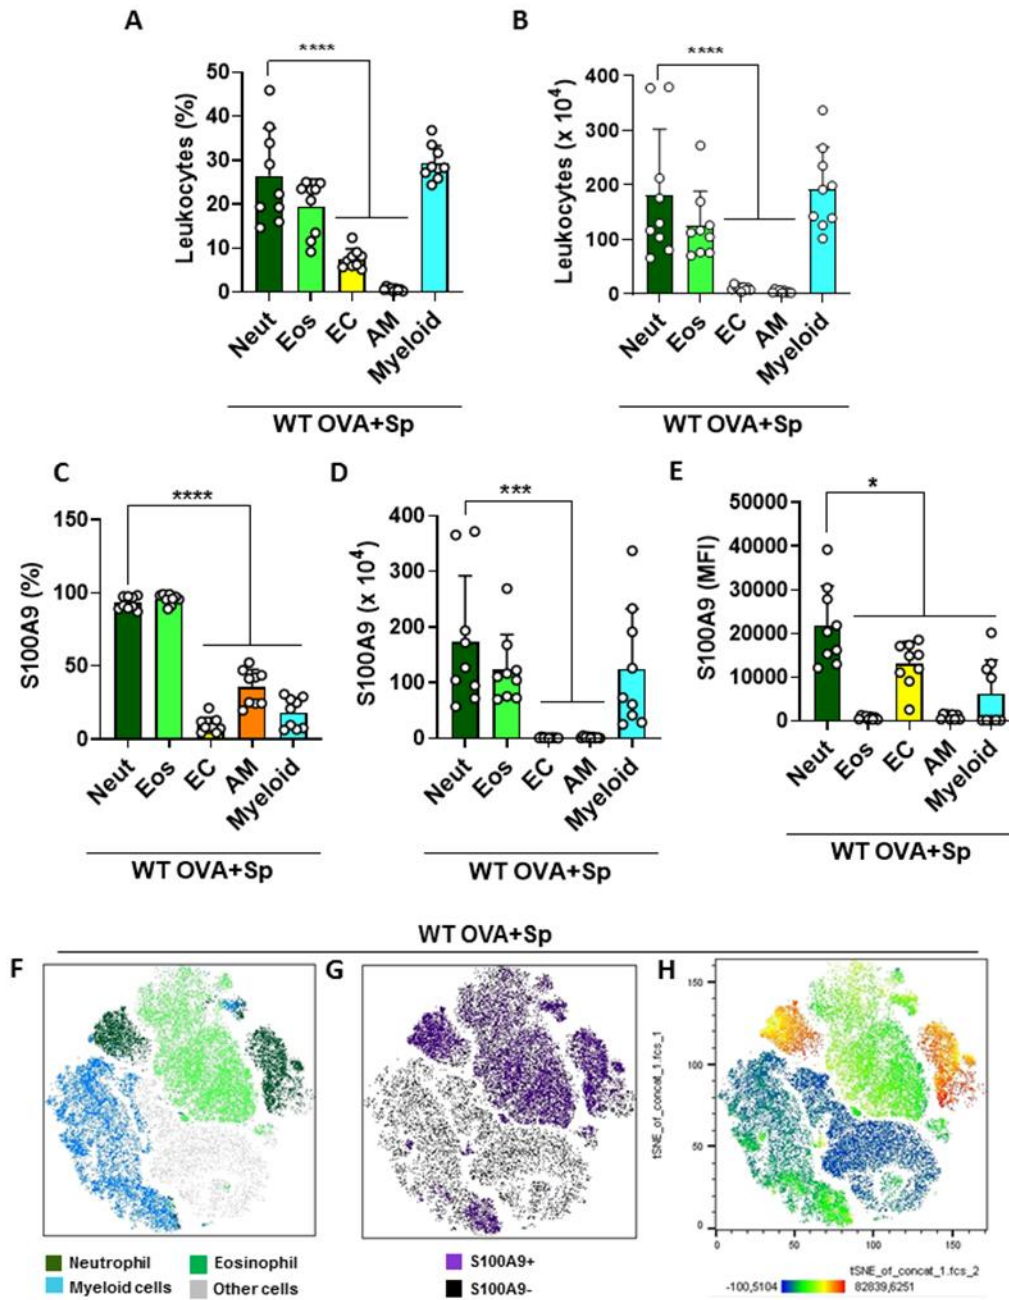 A
Leukocytes (%)
50
40
30
20
10
0
****
Neut
Eos
EC
AM
Myeloid
WT OVA+Sp
B
Leukocytes (x 10⁴)
400
300
200
100
0
****
Neut
Eos
EC
AM
Myeloid
WT OVA+Sp
C
S100A9 (%)
150
100
50
0
****
Neut
Eos
EC
AM
Myeloid
WT OVA+Sp
D
S100A9 (x 10⁴)
400
300
200
100
0
***
Neut
Eos
EC
AM
Myeloid
WT OVA+Sp
E
S100A9 (MFI)
50000
40000
30000
20000
10000
0
*
Neut
Eos
EC
AM
Myeloid
WT OVA+Sp
WT OVA+Sp
F
Neutrophil
Eosinophil
Myeloid cells
Other cells
G
S100A9+
S100A9-
H
tSNE_of_concat_1.fcs_1
150
100
50
0
0 50 100 150
tSNE_of_concat_1.fcs_2
-100,5104 82839,6251